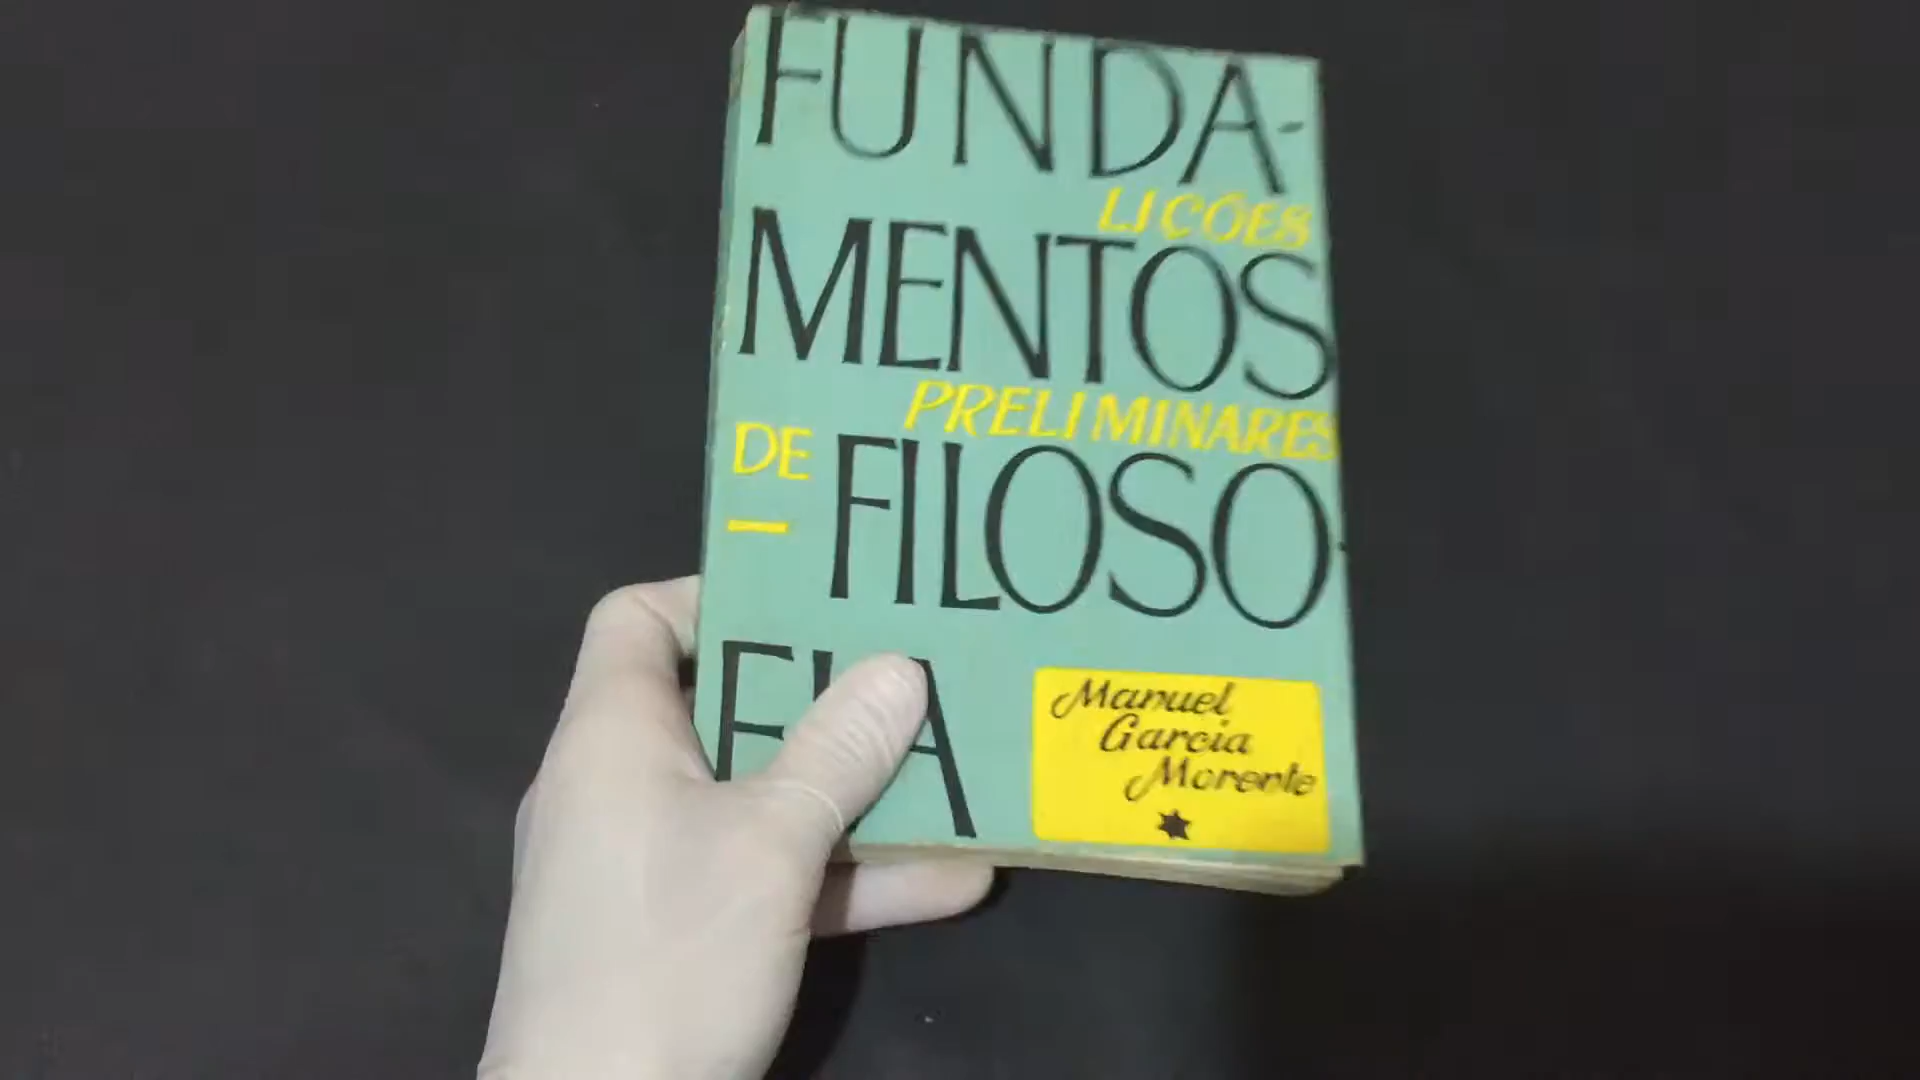 FUNDA-
LIÇÕES
MENTOS
PRELIMINARES
DE FILOSO
FIA
Manuel
Garcia
Morente